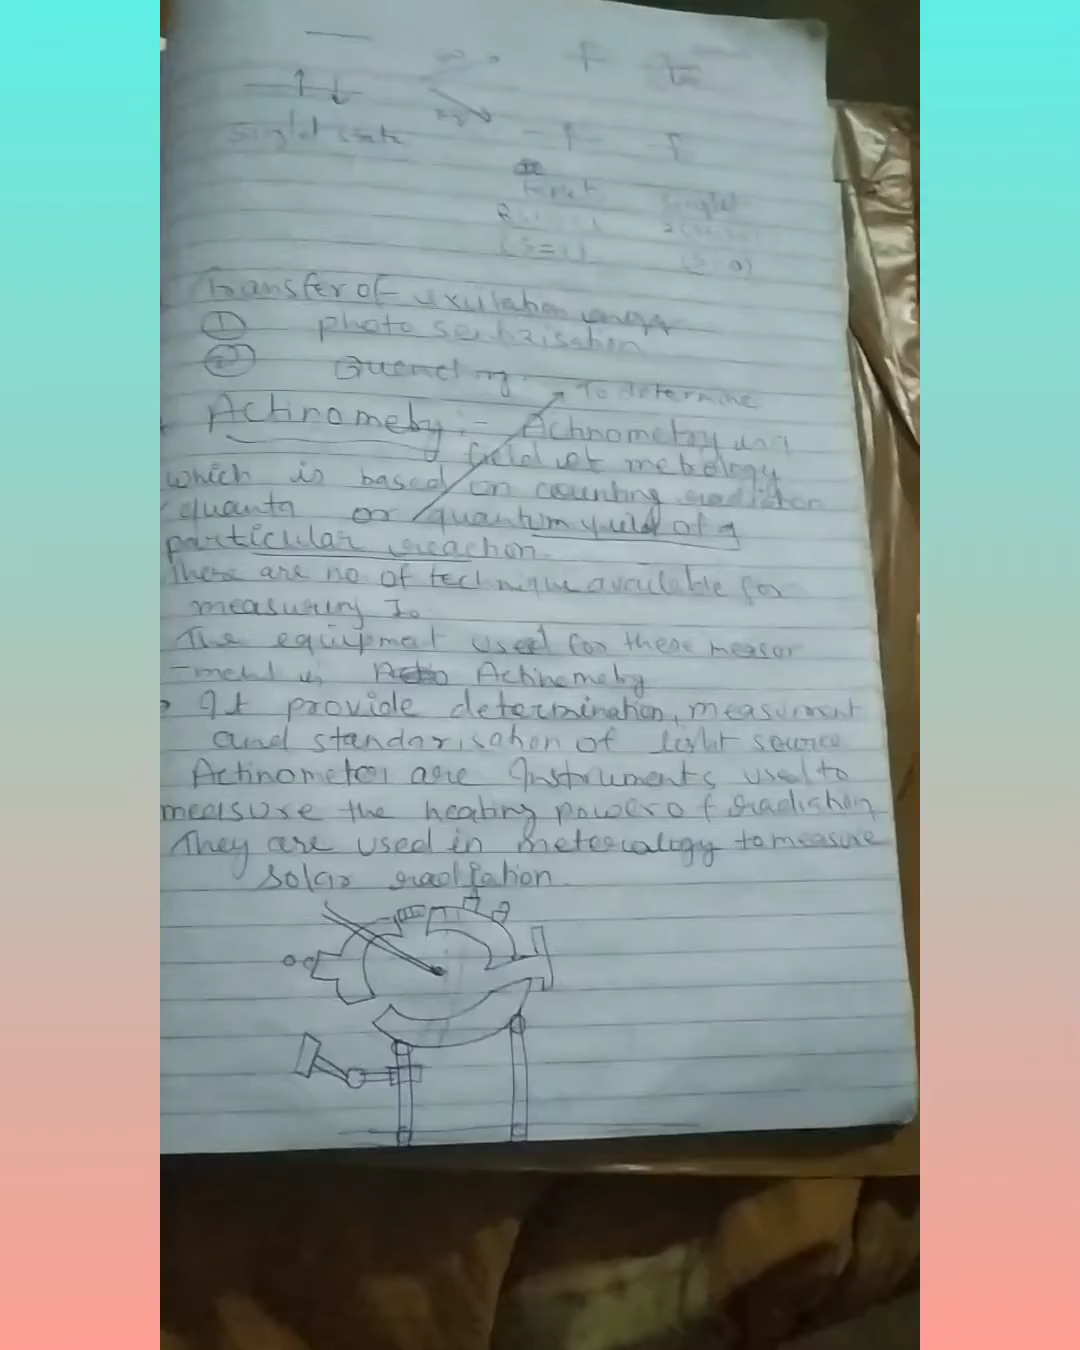 singlet state
triplet singlet
(S=1) (S=0)
Transfer of excitation energy
① photo sensitisation
② Quenching
To determine
Actinometry :- Actinometry is a
field of metrology
which is based on counting radiation
quanta or quantum yield of a
particular reaction.
There are no of technique available for
measuring I₀
The equipment used for these measur
-ment is Actinometry
It provide determination, measurment
and standarisation of light source
Actinometer are Instruments used to
measure the heating power of radiation
They are used in meterology to measure
solar radiation.